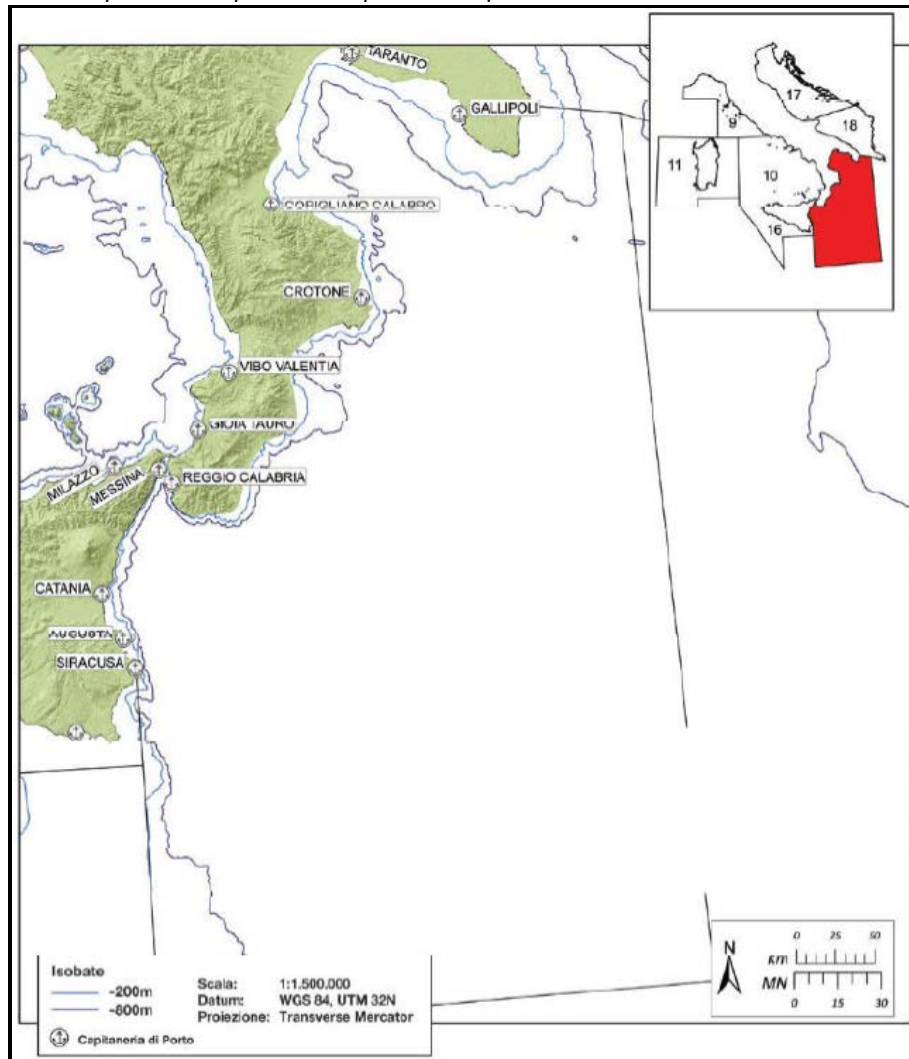 TARANTO
GALLIPOLI
CORIGLIANO CALABRO
CROTONE
VIBO VALENTIA
GIOIA TAURO
MILAZZO
MESSINA
REGGIO CALABRIA
CATANIA
AUGUSTA
SIRACUSA
17
9
18
11
10
16
Isobate
-200m
-800m
Capitaneria di Porto
Scala: 1:1.500.000
Datum: WGS 84, UTM 32N
Proiezione: Transverse Mercator
N
0 25 50
KM
MN
0 15 30